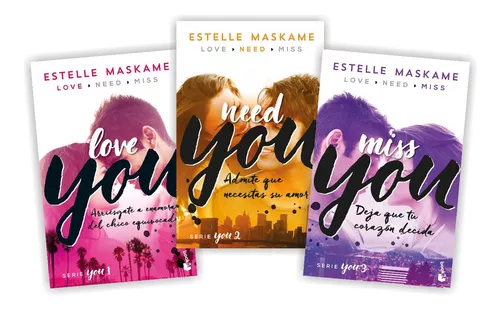 ESTELLE MASKAME
LOVE • NEED • MISS
love
you
Arriésgate a enamorarte
del chico equivocado
SERIE you 1
Booket
ESTELLE MASKAME
LOVE • NEED • MISS
need
you
Admite que
necesitas su amor
SERIE you 2
ESTELLE MASKAME
LOVE • NEED • MISS
miss
you
Deja que tu
corazón decida
SERIE you 3